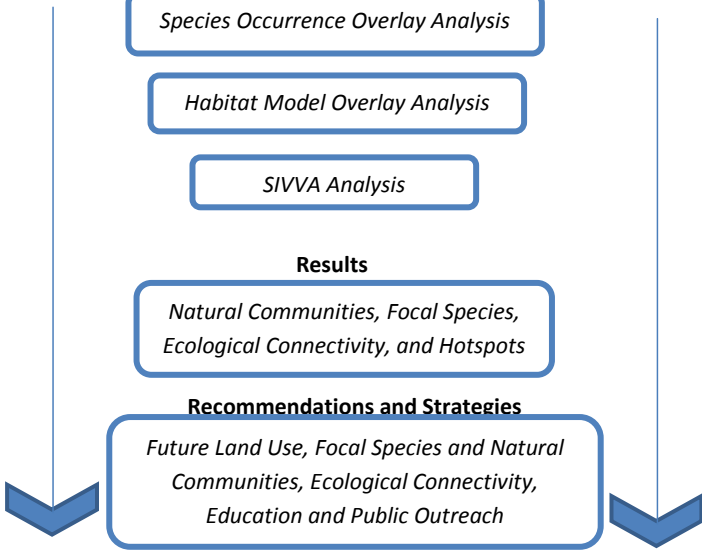 Species Occurrence Overlay Analysis
Habitat Model Overlay Analysis
SIVVA Analysis
Results
Natural Communities, Focal Species,
Ecological Connectivity, and Hotspots
Recommendations and Strategies
Future Land Use, Focal Species and Natural
Communities, Ecological Connectivity,
Education and Public Outreach